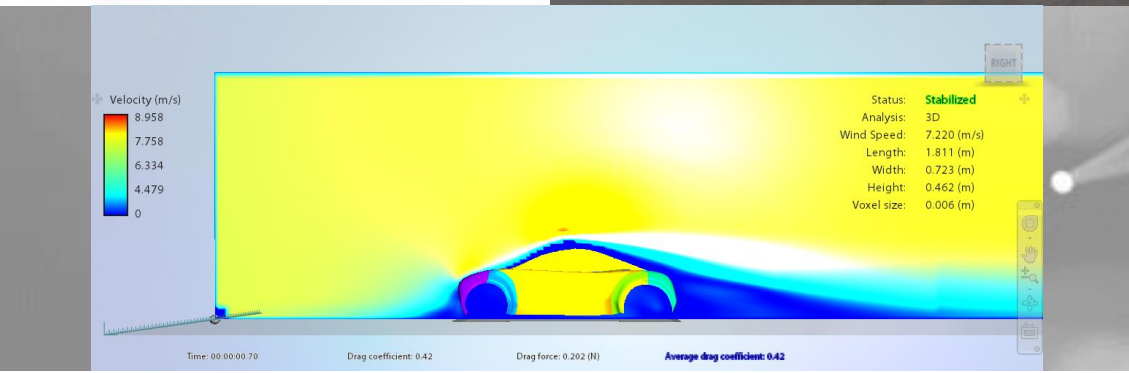 RIGHT
Velocity (m/s)
8.958
7.758
6.334
4.479
0
Status: Stabilized
Analysis: 3D
Wind Speed: 7.220 (m/s)
Length: 1.811 (m)
Width: 0.723 (m)
Height: 0.462 (m)
Voxel size: 0.006 (m)
Time: 00:00:00.70 Drag coefficient: 0.42 Drag force: 0.202 (N) Average drag coefficient: 0.42